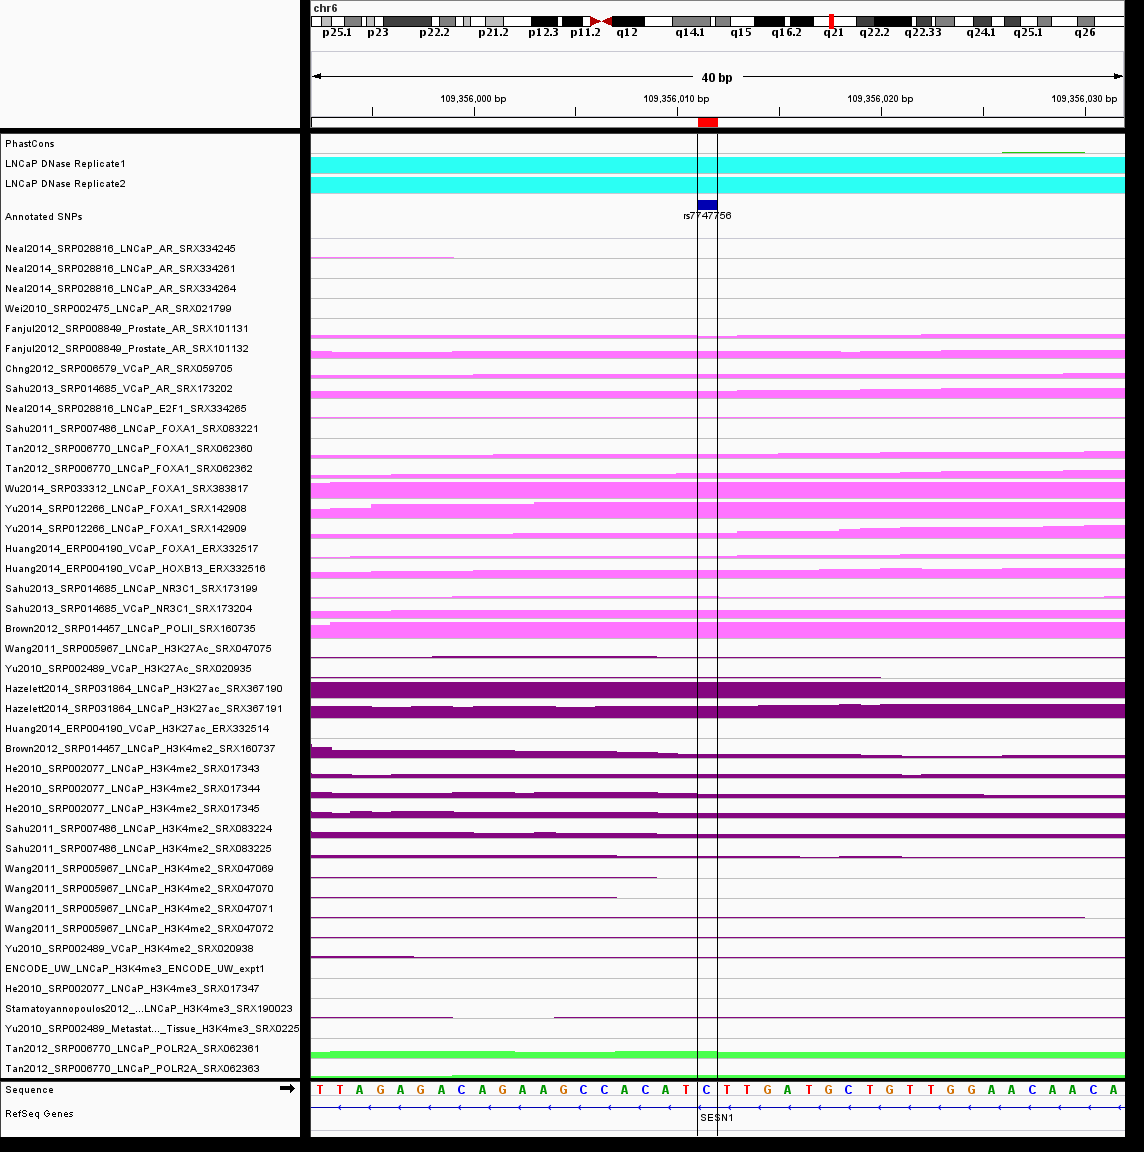 chr6
p25.1 p23 p22.2 p21.2 p12.3 p11.2 q12 q14.1 q15 q16.2 q21 q22.2 q22.33 q24.1 q25.1 q26
40 bp
109,356,000 bp 109,356,010 bp 109,356,020 bp 109,356,030 bp
PhastCons
LNCaP DNase Replicate1
LNCaP DNase Replicate2
Annotated SNPs
rs7747756
Neal2014_SRP028816_LNCaP_AR_SRX334245
Neal2014_SRP028816_LNCaP_AR_SRX334261
Neal2014_SRP028816_LNCaP_AR_SRX334264
Wei2010_SRP002475_LNCaP_AR_SRX021799
Fanjul2012_SRP008849_Prostate_AR_SRX101131
Fanjul2012_SRP008849_Prostate_AR_SRX101132
Chng2012_SRP006579_VCaP_AR_SRX059705
Sahu2013_SRP014685_VCaP_AR_SRX173202
Neal2014_SRP028816_LNCaP_E2F1_SRX334265
Sahu2011_SRP007486_LNCaP_FOXA1_SRX083221
Tan2012_SRP006770_LNCaP_FOXA1_SRX062360
Tan2012_SRP006770_LNCaP_FOXA1_SRX062362
Wu2014_SRP033312_LNCaP_FOXA1_SRX383817
Yu2014_SRP012266_LNCaP_FOXA1_SRX142908
Yu2014_SRP012266_LNCaP_FOXA1_SRX142909
Huang2014_ERP004190_VCaP_FOXA1_ERX332517
Huang2014_ERP004190_VCaP_HOXB13_ERX332516
Sahu2013_SRP014685_LNCaP_NR3C1_SRX173199
Sahu2013_SRP014685_VCaP_NR3C1_SRX173204
Brown2012_SRP014457_LNCaP_POLII_SRX160735
Wang2011_SRP005967_LNCaP_H3K27Ac_SRX047075
Yu2010_SRP002489_VCaP_H3K27Ac_SRX020935
Hazelett2014_SRP031864_LNCaP_H3K27ac_SRX367190
Hazelett2014_SRP031864_LNCaP_H3K27ac_SRX367191
Huang2014_ERP004190_VCaP_H3K27ac_ERX332514
Brown2012_SRP014457_LNCaP_H3K4me2_SRX160737
He2010_SRP002077_LNCaP_H3K4me2_SRX017343
He2010_SRP002077_LNCaP_H3K4me2_SRX017344
He2010_SRP002077_LNCaP_H3K4me2_SRX017345
Sahu2011_SRP007486_LNCaP_H3K4me2_SRX083224
Sahu2011_SRP007486_LNCaP_H3K4me2_SRX083225
Wang2011_SRP005967_LNCaP_H3K4me2_SRX047069
Wang2011_SRP005967_LNCaP_H3K4me2_SRX047070
Wang2011_SRP005967_LNCaP_H3K4me2_SRX047071
Wang2011_SRP005967_LNCaP_H3K4me2_SRX047072
Yu2010_SRP002489_VCaP_H3K4me2_SRX020938
ENCODE_UW_LNCaP_H3K4me3_ENCODE_UW_expt1
He2010_SRP002077_LNCaP_H3K4me3_SRX017347
Stamatoyannopoulos2012_...LNCaP_H3K4me3_SRX190023
Yu2010_SRP002489_Metastat..._Tissue_H3K4me3_SRX0225
Tan2012_SRP006770_LNCaP_POLR2A_SRX062361
Tan2012_SRP006770_LNCaP_POLR2A_SRX062363
Sequence T T A G A G A C A G A A G C C A C A T C T T G A T G C T G T T G G A A C A A C A
RefSeq Genes
SESN1